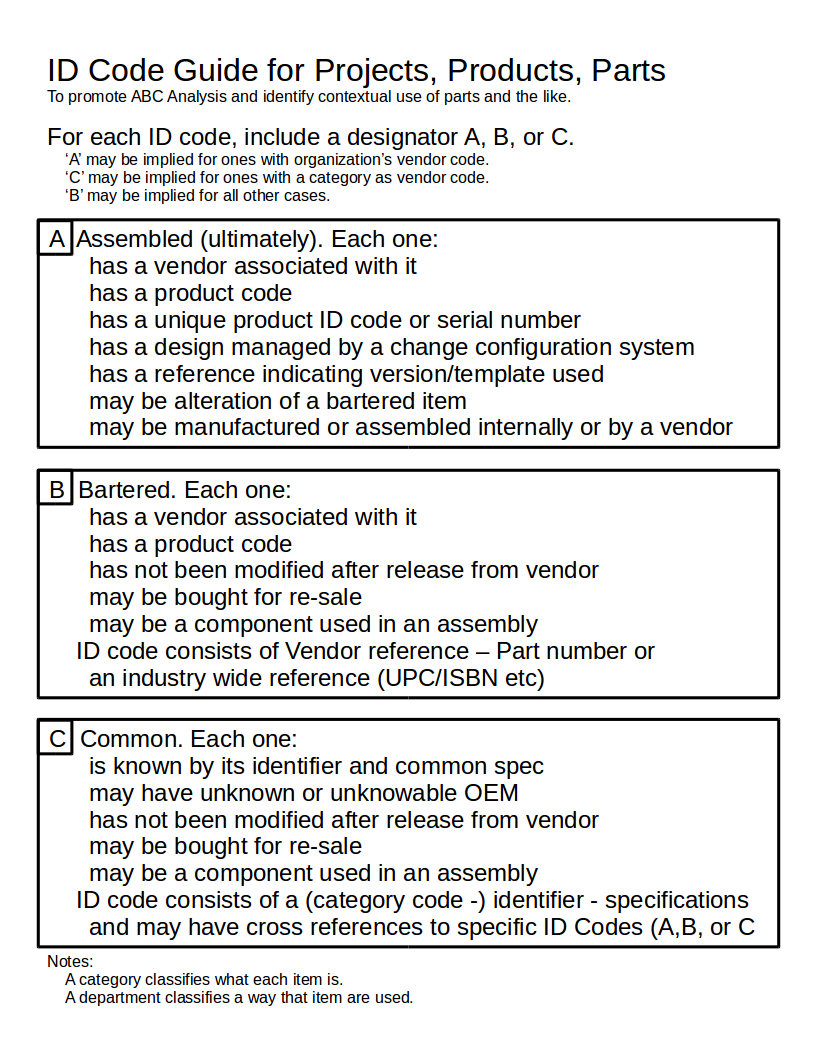 ID Code Guide for Projects, Products, Parts
To promote ABC Analysis and identify contextual use of parts and the like.
For each ID code, include a designator A, B, or C.
‘A’ may be implied for ones with organization’s vendor code.
‘C’ may be implied for ones with a category as vendor code.
‘B’ may be implied for all other cases.
A Assembled (ultimately). Each one:
has a vendor associated with it
has a product code
has a unique product ID code or serial number
has a design managed by a change configuration system
has a reference indicating version/template used
may be alteration of a bartered item
may be manufactured or assembled internally or by a vendor
B Bartered. Each one:
has a vendor associated with it
has a product code
has not been modified after release from vendor
may be bought for re-sale
may be a component used in an assembly
ID code consists of Vendor reference – Part number or
an industry wide reference (UPC/ISBN etc)
C Common. Each one:
is known by its identifier and common spec
may have unknown or unknowable OEM
has not been modified after release from vendor
may be bought for re-sale
may be a component used in an assembly
ID code consists of a (category code -) identifier - specifications
and may have cross references to specific ID Codes (A,B, or C
Notes:
A category classifies what each item is.
A department classifies a way that item are used.